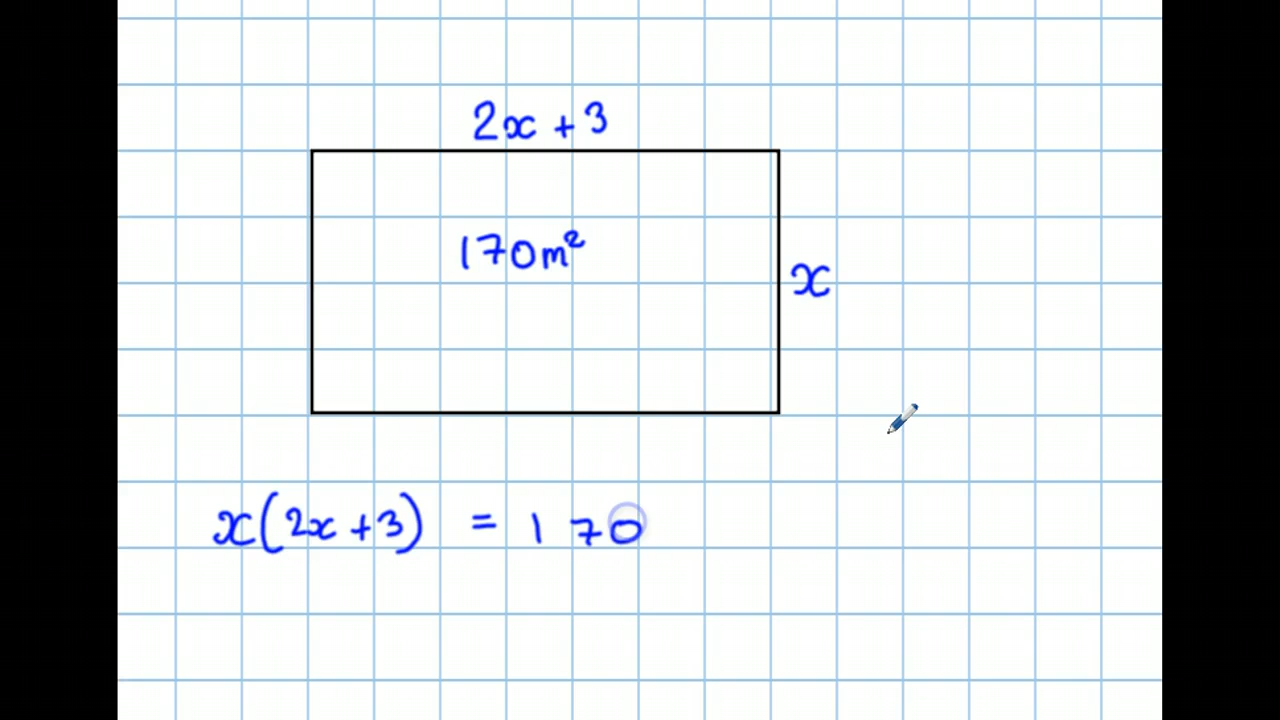 2x + 3
170m²
x
x(2x + 3) = 170